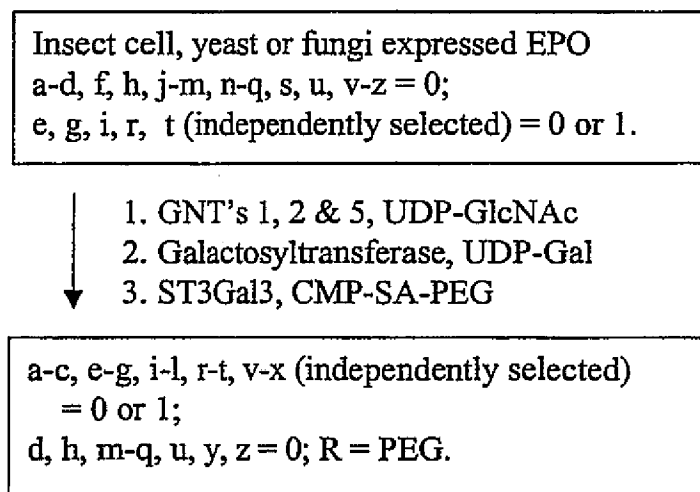 Insect cell, yeast or fungi expressed EPO
a-d, f, h, j-m, n-q, s, u, v-z = 0;
e, g, i, r, t (independently selected) = 0 or 1.
1. GNT's 1, 2 & 5, UDP-GlcNAc
2. Galactosyltransferase, UDP-Gal
3. ST3Gal3, CMP-SA-PEG
a-c, e-g, i-l, r-t, v-x (independently selected)
= 0 or 1;
d, h, m-q, u, y, z = 0; R = PEG.